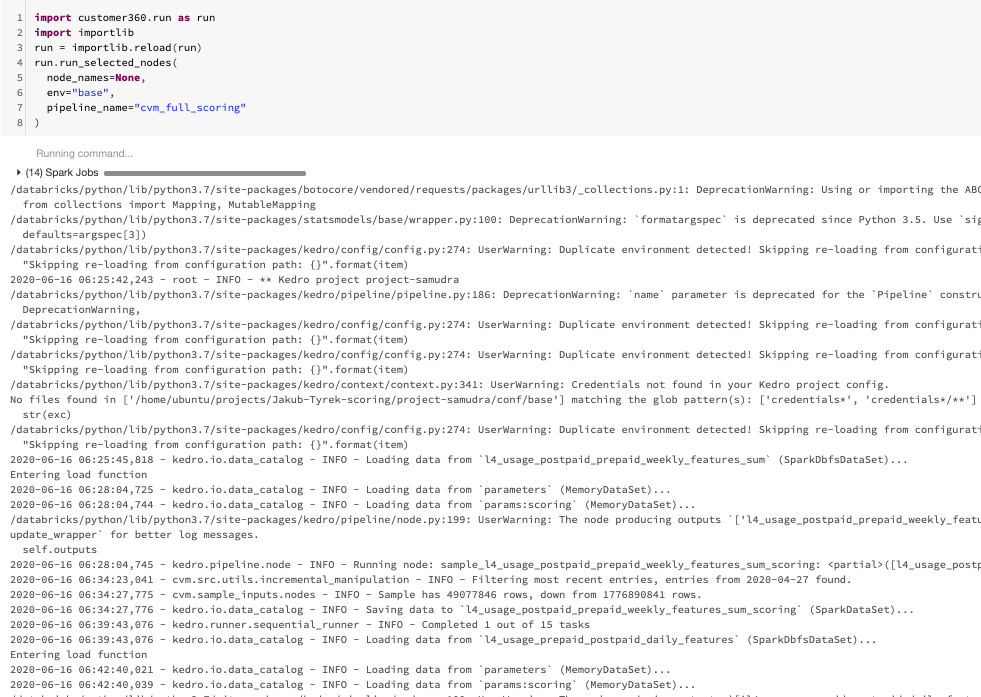 1 import customer360.run as run
2 import importlib
3 run = importlib.reload(run)
4 run.run_selected_nodes(
5   node_names=None,
6   env="base",
7   pipeline_name="cvm_full_scoring"
8 )
Running command...
(14) Spark Jobs
/databricks/python/lib/python3.7/site-packages/botocore/vendored/requests/packages/urllib3/_collections.py:1: DeprecationWarning: Using or importing the ABC
  from collections import Mapping, MutableMapping
/databricks/python/lib/python3.7/site-packages/statsmodels/base/wrapper.py:100: DeprecationWarning: `formatargspec` is deprecated since Python 3.5. Use `sig
  defaults=argspec[3])
/databricks/python/lib/python3.7/site-packages/kedro/config/config.py:274: UserWarning: Duplicate environment detected! Skipping re-loading from configurati
  "Skipping re-loading from configuration path: {}".format(item)
2020-06-16 06:25:42,243 - root - INFO - ** Kedro project project-samudra
/databricks/python/lib/python3.7/site-packages/kedro/pipeline/pipeline.py:186: DeprecationWarning: `name` parameter is deprecated for the `Pipeline` constru
  DeprecationWarning,
/databricks/python/lib/python3.7/site-packages/kedro/config/config.py:274: UserWarning: Duplicate environment detected! Skipping re-loading from configurati
  "Skipping re-loading from configuration path: {}".format(item)
/databricks/python/lib/python3.7/site-packages/kedro/config/config.py:274: UserWarning: Duplicate environment detected! Skipping re-loading from configurati
  "Skipping re-loading from configuration path: {}".format(item)
/databricks/python/lib/python3.7/site-packages/kedro/context/context.py:341: UserWarning: Credentials not found in your Kedro project config.
No files found in ['/home/ubuntu/projects/Jakub-Tyrek-scoring/project-samudra/conf/base'] matching the glob pattern(s): ['credentials*', 'credentials*/**']
  str(exc)
/databricks/python/lib/python3.7/site-packages/kedro/config/config.py:274: UserWarning: Duplicate environment detected! Skipping re-loading from configurati
  "Skipping re-loading from configuration path: {}".format(item)
2020-06-16 06:25:45,818 - kedro.io.data_catalog - INFO - Loading data from `l4_usage_postpaid_prepaid_weekly_features_sum` (SparkDbfsDataSet)...
Entering load function
2020-06-16 06:28:04,725 - kedro.io.data_catalog - INFO - Loading data from `parameters` (MemoryDataSet)...
2020-06-16 06:28:04,744 - kedro.io.data_catalog - INFO - Loading data from `params:scoring` (MemoryDataSet)...
/databricks/python/lib/python3.7/site-packages/kedro/pipeline/node.py:199: UserWarning: The node producing outputs `['l4_usage_postpaid_prepaid_weekly_featu
update_wrapper` for better log messages.
  self.outputs
2020-06-16 06:28:04,745 - kedro.pipeline.node - INFO - Running node: sample_l4_usage_postpaid_prepaid_weekly_features_sum_scoring: <partial>([l4_usage_postp
2020-06-16 06:34:23,041 - cvm.src.utils.incremental_manipulation - INFO - Filtering most recent entries, entries from 2020-04-27 found.
2020-06-16 06:34:27,775 - cvm.sample_inputs.nodes - INFO - Sample has 49077846 rows, down from 1776890841 rows.
2020-06-16 06:34:27,776 - kedro.io.data_catalog - INFO - Saving data to `l4_usage_postpaid_prepaid_weekly_features_sum_scoring` (SparkDataSet)...
2020-06-16 06:39:43,076 - kedro.runner.sequential_runner - INFO - Completed 1 out of 15 tasks
2020-06-16 06:39:43,076 - kedro.io.data_catalog - INFO - Loading data from `l4_usage_prepaid_postpaid_daily_features` (SparkDbfsDataSet)...
Entering load function
2020-06-16 06:42:40,021 - kedro.io.data_catalog - INFO - Loading data from `parameters` (MemoryDataSet)...
2020-06-16 06:42:40,039 - kedro.io.data_catalog - INFO - Loading data from `params:scoring` (MemoryDataSet)...